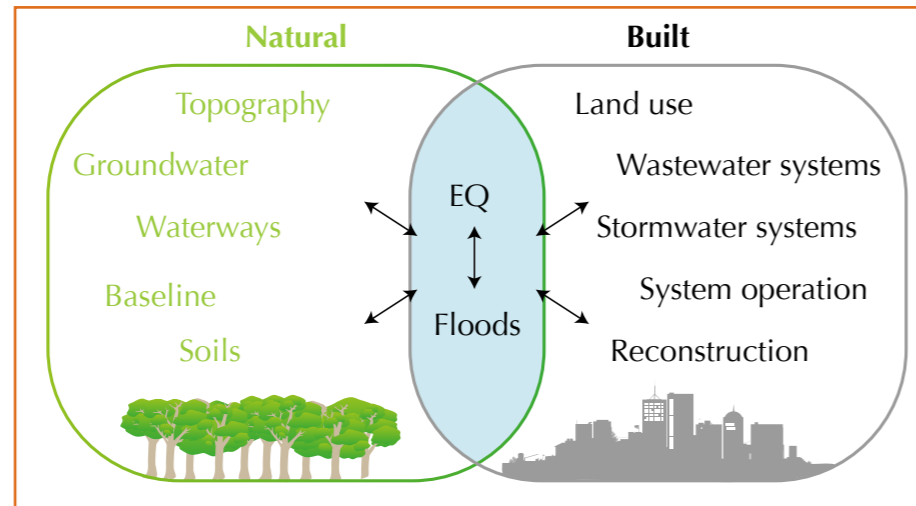 Natural
Built
Topography
Groundwater
Waterways
Baseline
Soils
EQ
Floods
Land use
Wastewater systems
Stormwater systems
System operation
Reconstruction